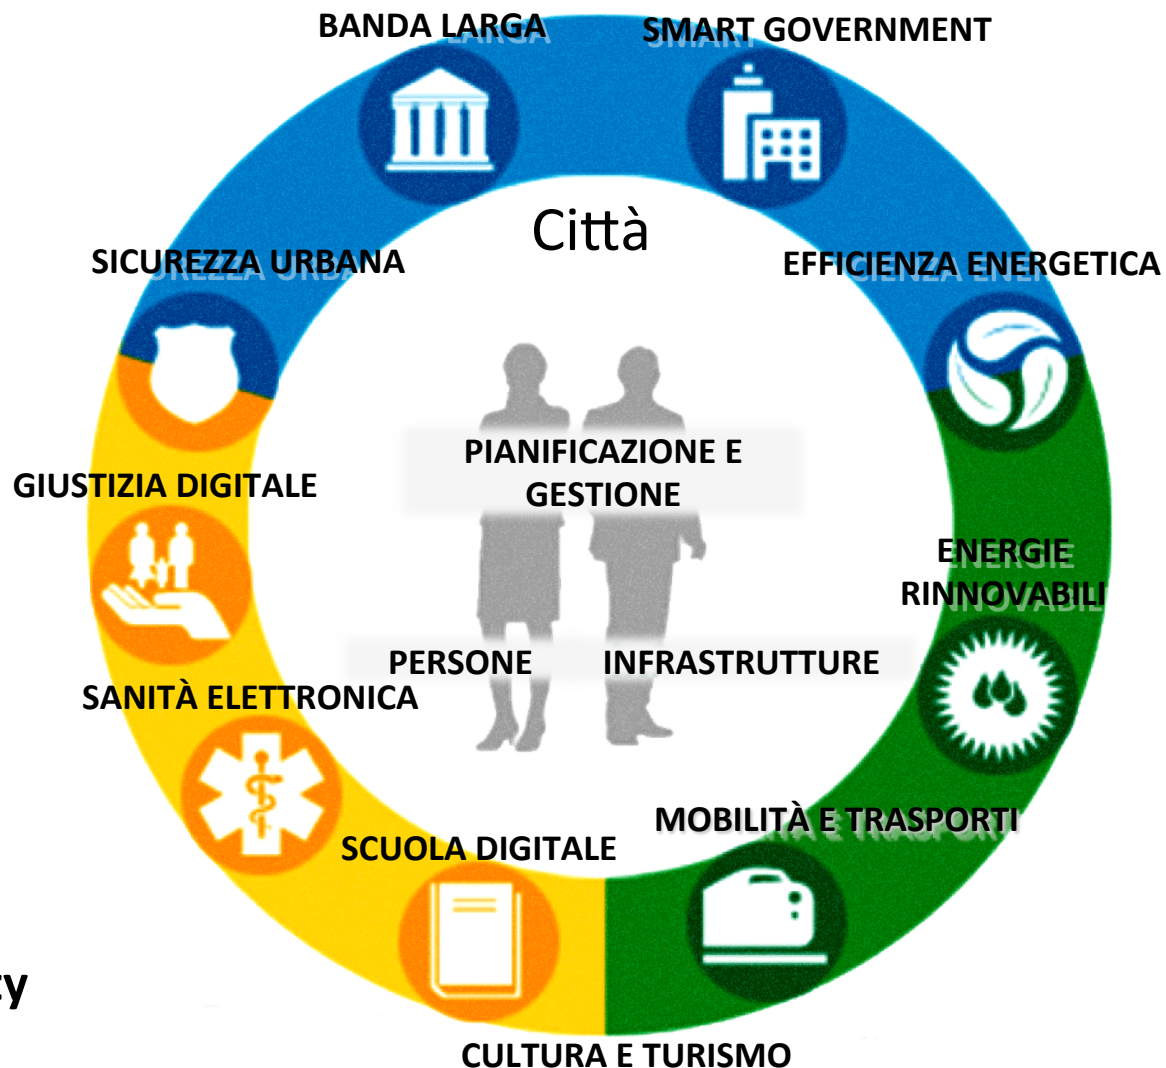 BANDA LARGA
SMART GOVERNMENT
Città
SICUREZZA URBANA
EFFICIENZA ENERGETICA
PIANIFICAZIONE E
GESTIONE
GIUSTIZIA DIGITALE
ENERGIE
RINNOVABILI
PERSONE
INFRASTRUTTURE
SANITÀ ELETTRONICA
MOBILITÀ E TRASPORTI
SCUOLA DIGITALE
ty
CULTURA E TURISMO